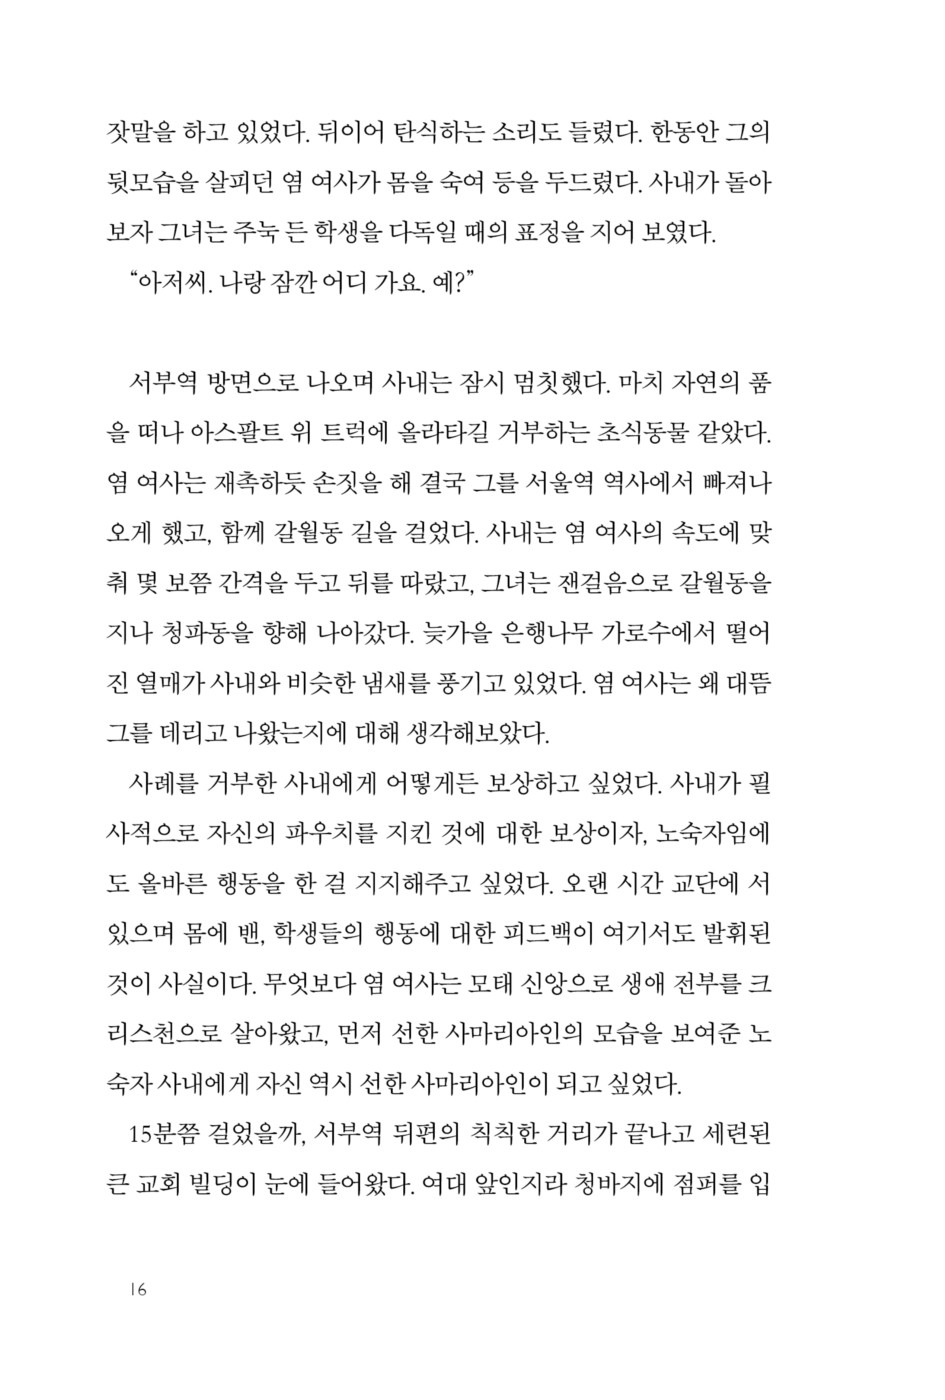 잣말을 하고 있었다. 뒤이어 탄식하는 소리도 들렸다. 한동안 그의
뒷모습을 살피던 염 여사가 몸을 숙여 등을 두드렸다. 사내가 돌아
보자 그녀는 주눅 든 학생을 다독일 때의 표정을 지어 보였다.
“아저씨. 나랑 잠깐 어디 가요. 예?”
서부역 방면으로 나오며 사내는 잠시 멈칫했다. 마치 자연의 품
을 떠나 아스팔트 위 트럭에 올라타길 거부하는 초식동물 같았다.
염 여사는 재촉하듯 손짓을 해 결국 그를 서울역 역사에서 빠져나
오게 했고, 함께 갈월동 길을 걸었다. 사내는 염 여사의 속도에 맞
춰 몇 보쯤 간격을 두고 뒤를 따랐고, 그녀는 잰걸음으로 갈월동을
지나 청파동을 향해 나아갔다. 늦가을 은행나무 가로수에서 떨어
진 열매가 사내와 비슷한 냄새를 풍기고 있었다. 염 여사는 왜 대뜸
그를 데리고 나왔는지에 대해 생각해보았다.
사례를 거부한 사내에게 어떻게든 보상하고 싶었다. 사내가 필
사적으로 자신의 파우치를 지킨 것에 대한 보상이자, 노숙자임에
도 올바른 행동을 한 걸 지지해주고 싶었다. 오랜 시간 교단에 서
있으며 몸에 밴, 학생들의 행동에 대한 피드백이 여기서도 발휘된
것이 사실이다. 무엇보다 염 여사는 모태 신앙으로 생애 전부를 크
리스천으로 살아왔고, 먼저 선한 사마리아인의 모습을 보여준 노
숙자 사내에게 자신 역시 선한 사마리아인이 되고 싶었다.
15분쯤 걸었을까, 서부역 뒤편의 칙칙한 거리가 끝나고 세련된
큰 교회 빌딩이 눈에 들어왔다. 여대 앞인지라 청바지에 점퍼를 입
16